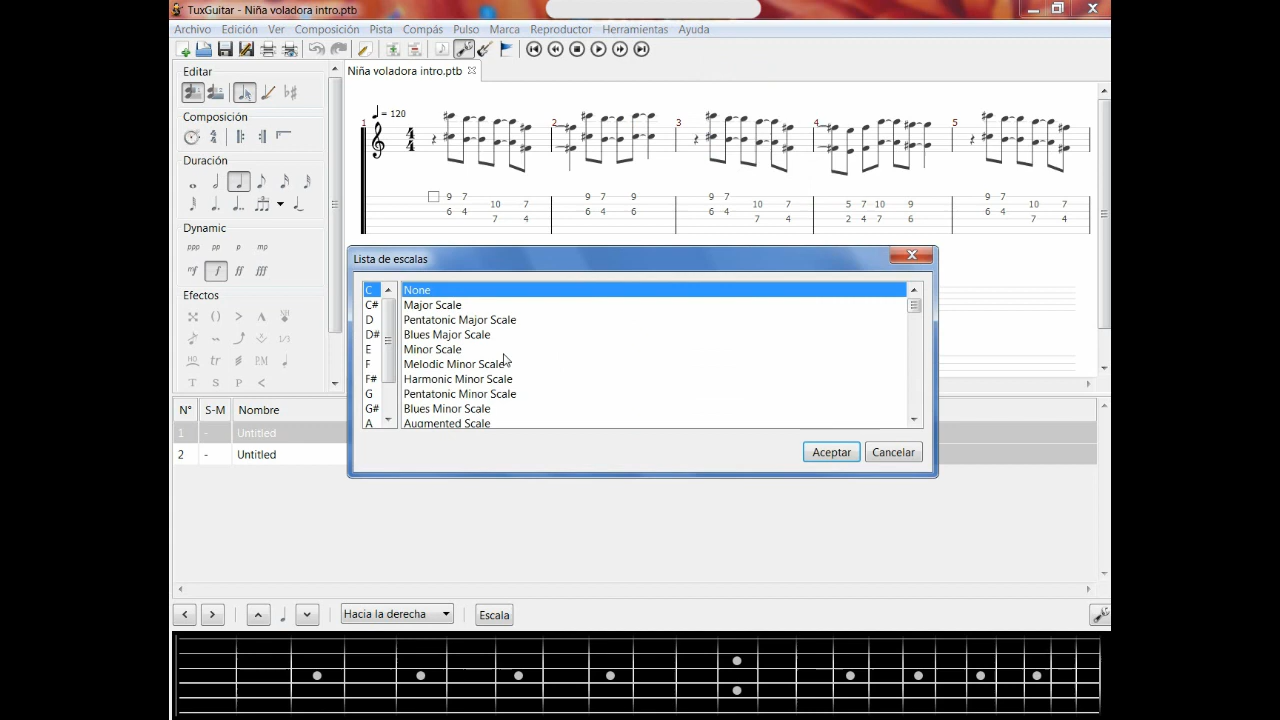 TuxGuitar - Niña voladora intro.ptb
Archivo Edición Ver Composición Pista Compás Pulso Marca Reproductor Herramientas Ayuda
Niña voladora intro.ptb
Editar
Composición
Duración
Dynamic
ppp pp p mp
mf f ff fff
Efectos
HO tr P.M
T S P <
= 120
1 2 3 4 5
4
4
9 7 9 7 9 9 7 9 7
10 7 10 7 5 7 10 9 10 7
6 4 6 4 6 6 4 6 4
7 4 7 4 2 4 7 6 7 4
Lista de escalas
C None
C# Major Scale
D Pentatonic Major Scale
D# Blues Major Scale
E Minor Scale
F Melodic Minor Scale
F# Harmonic Minor Scale
G Pentatonic Minor Scale
G# Blues Minor Scale
A Augmented Scale
Aceptar Cancelar
N° S-M Nombre
1 - Untitled
2 - Untitled
Hacia la derecha Escala